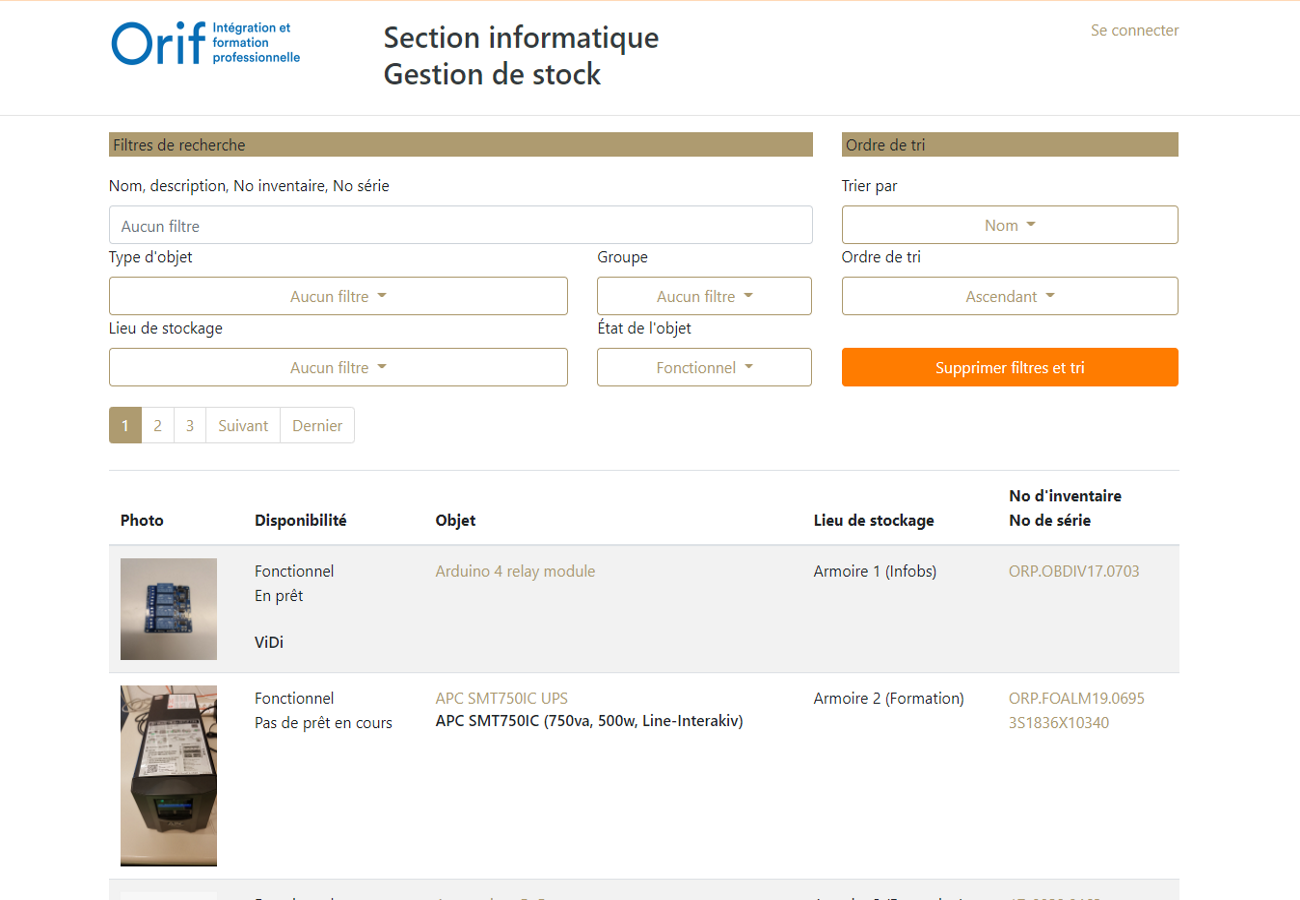 Orif Intégration et
formation
professionnelle
Section informatique
Gestion de stock
Se connecter
Filtres de recherche
Nom, description, No inventaire, No série
Aucun filtre
Type d'objet
Groupe
Aucun filtre
Aucun filtre
Lieu de stockage
État de l'objet
Aucun filtre
Fonctionnel
Ordre de tri
Trier par
Nom
Ordre de tri
Ascendant
Supprimer filtres et tri
1 2 3 Suivant Dernier
Photo
Disponibilité
Objet
Lieu de stockage
No d'inventaire
No de série
Fonctionnel
En prêt
ViDi
Arduino 4 relay module
Armoire 1 (Infobs)
ORP.OBDIV17.0703
Fonctionnel
Pas de prêt en cours
APC SMT750IC UPS
APC SMT750IC (750va, 500w, Line-Interakiv)
Armoire 2 (Formation)
ORP.FOALM19.0695
3S1836X10340